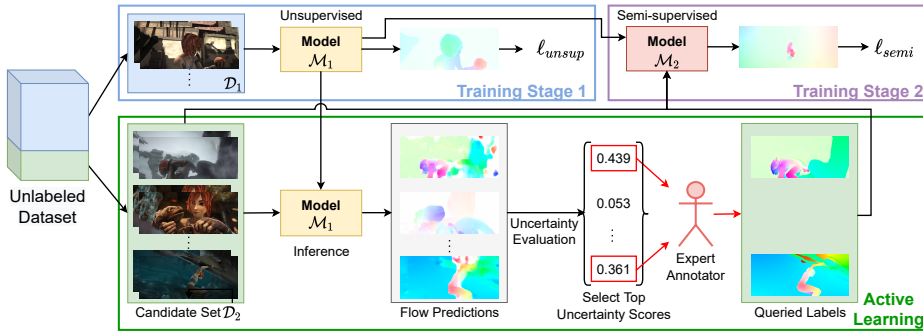 Unsupervised
Model
M₁
⋮
D₁
ℓunsup
Training Stage 1
Semi-supervised
Model
M₂
ℓsemi
Training Stage 2
Unlabeled
Dataset
⋮
Candidate Set D₂
Model
M₁
Inference
⋮
Flow Predictions
Uncertainty
Evaluation
0.439
0.053
⋮
0.361
Select Top
Uncertainty Scores
Expert
Annotator
Queried Labels
Active
Learning